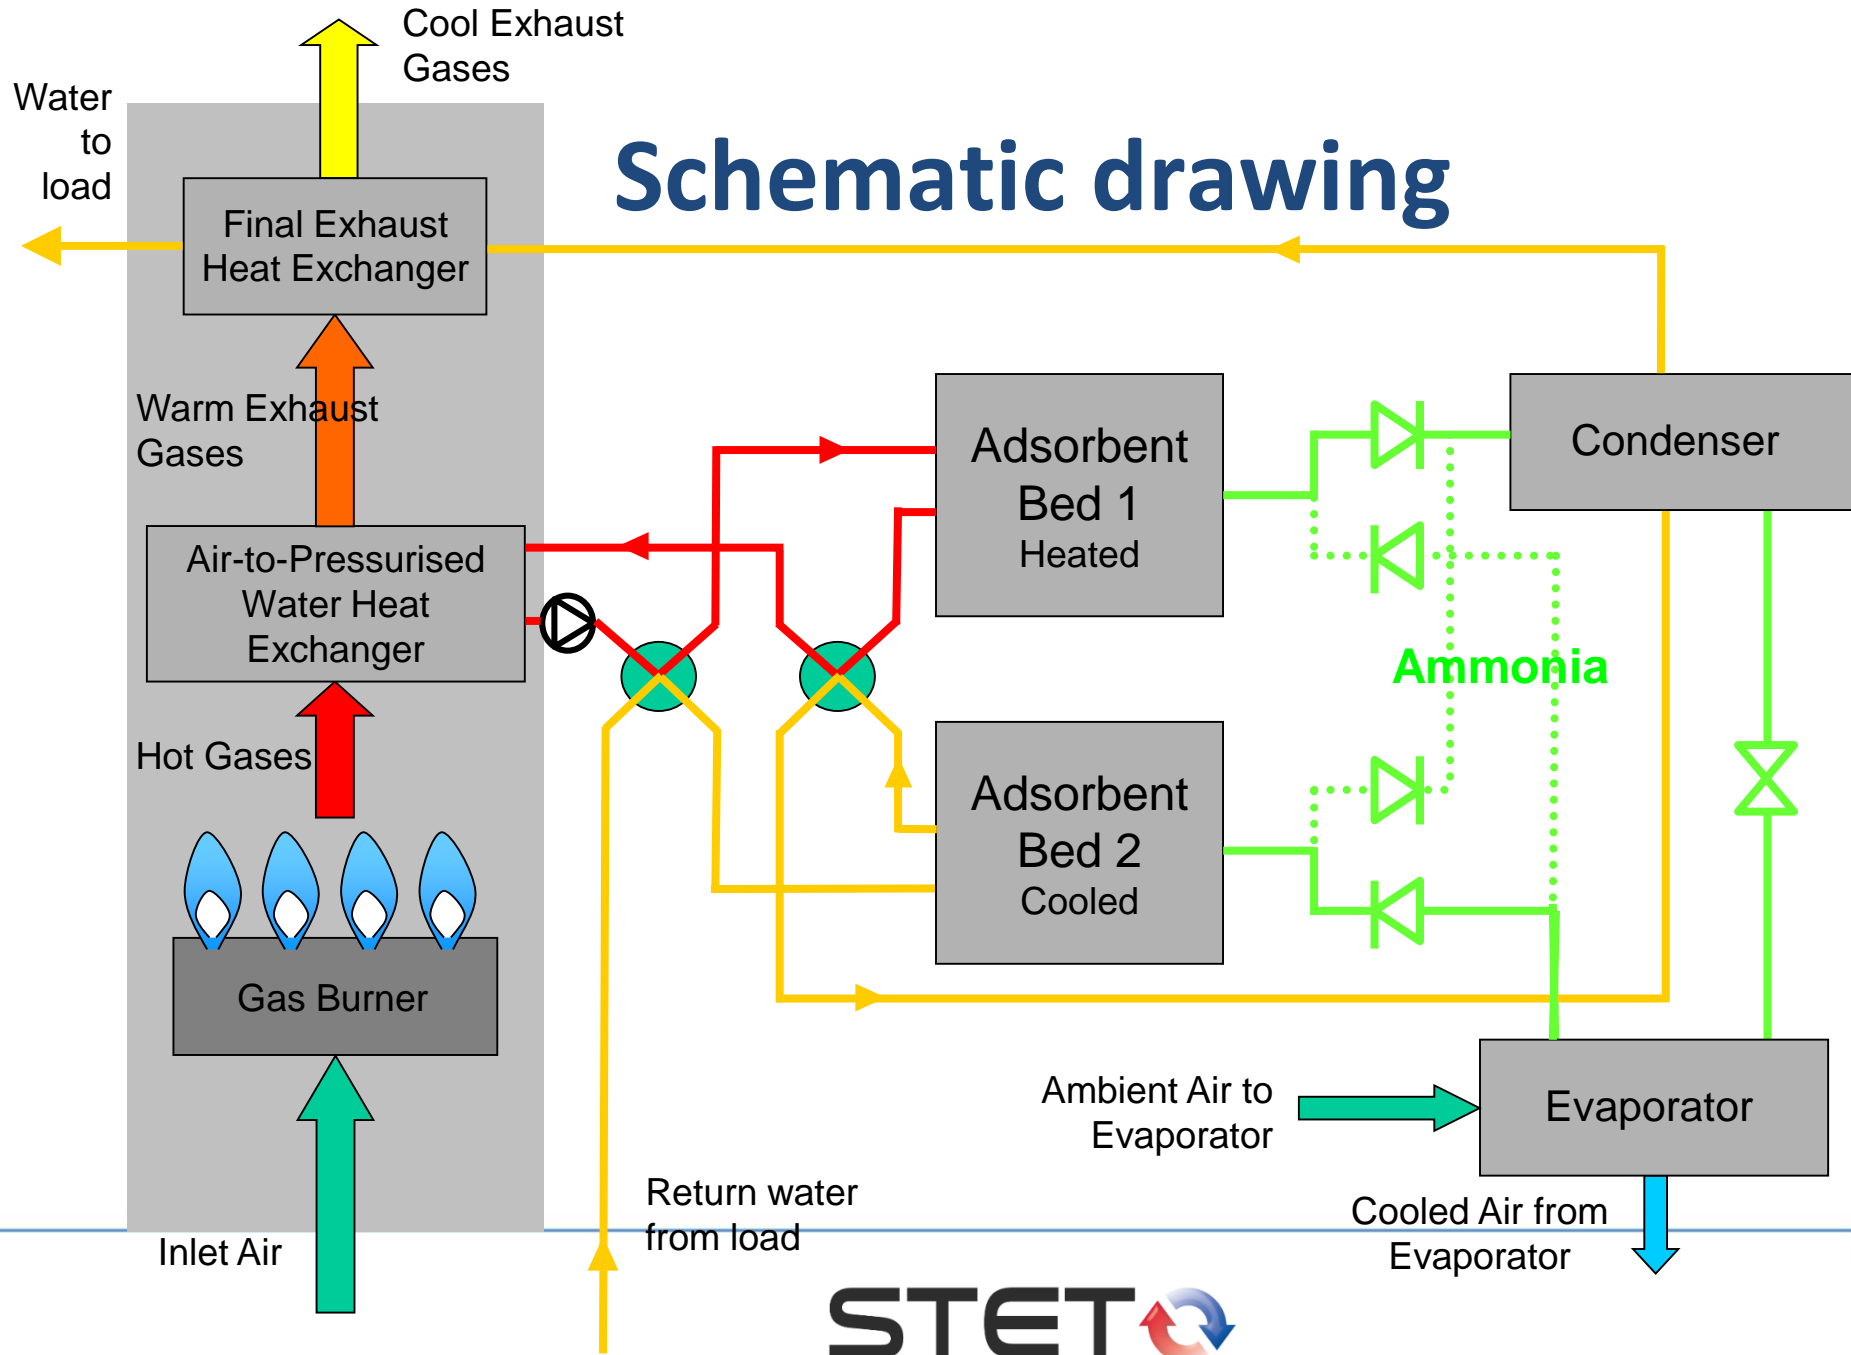 Cool Exhaust
Gases
Water
to
load
Schematic drawing
Final Exhaust
Heat Exchanger
Warm Exhaust
Gases
Adsorbent
Bed 1
Heated
Condenser
Air-to-Pressurised
Water Heat
Exchanger
Ammonia
Hot Gases
Adsorbent
Bed 2
Cooled
Gas Burner
Ambient Air to
Evaporator
Evaporator
Return water
from load
Cooled Air from
Evaporator
Inlet Air
STET